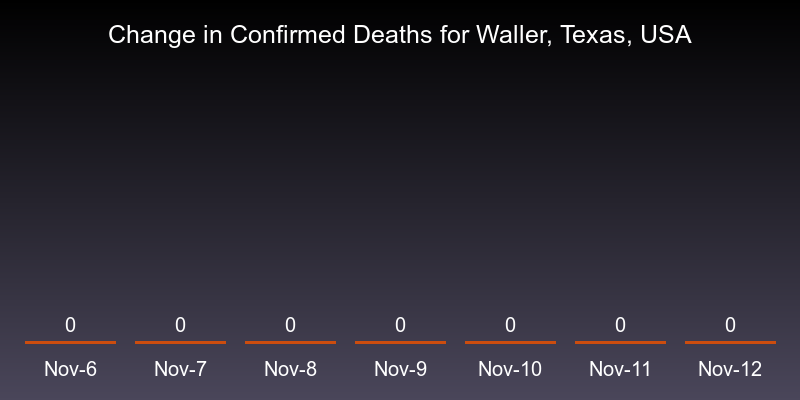 Change in Confirmed Deaths for Waller, Texas, USA
0 0 0 0 0 0 0
Nov-6 Nov-7 Nov-8 Nov-9 Nov-10 Nov-11 Nov-12